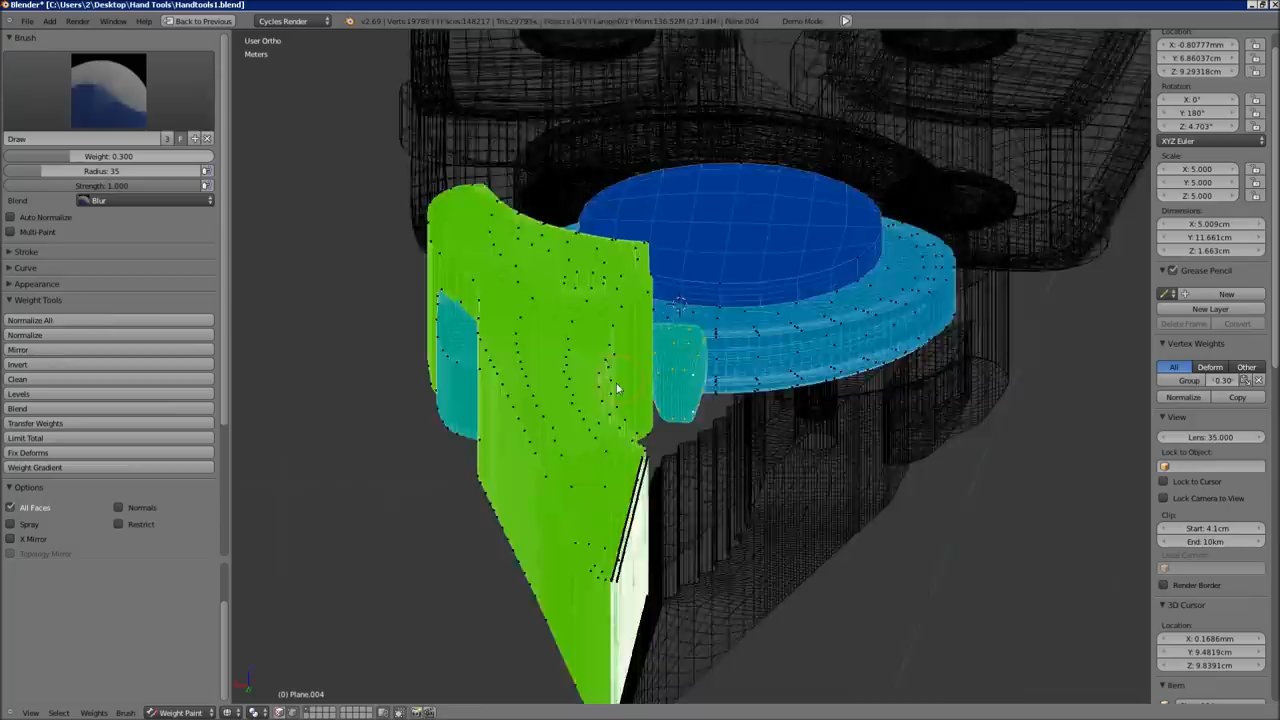 Blender* [C:\Users\2\Desktop\Hand Tools\Handtools1.blend]
File Add Render Window Help Back to Previous Cycles Render v2.69 Demo Mode
Brush
User Ortho
Meters
Draw 3 F
Weight: 0.300
Radius: 35
Strength: 1.000
Blend Blur
Auto Normalize
Multi-Paint
Stroke
Curve
Appearance
Weight Tools
Normalize All
Normalize
Mirror
Invert
Clean
Levels
Blend
Transfer Weights
Limit Total
Fix Deforms
Weight Gradient
Options
All Faces Normals
Spray Restrict
X Mirror
Topology Mirror
Location:
X: -0.80777mm
Y: 6.86037cm
Z: 9.29318cm
Rotation:
X: 0°
Y: 180°
Z: 4.703°
XYZ Euler
Scale:
X: 5.000
Y: 5.000
Z: 5.000
Dimensions:
X: 5.009cm
Y: 11.661cm
Z: 1.663cm
Grease Pencil
New
New Layer
Delete Frame Convert
Vertex Weights
All Deform Other
Group 0.30
Normalize Copy
View
Lens: 35.000
Lock to Object:
Lock to Cursor
Lock Camera to View
Clip:
Start: 4.1cm
End: 10km
Local Camera:
Render Border
3D Cursor
Location:
X: 0.1686mm
Y: 9.4819cm
Z: 9.8391cm
Item
(0) Plane.004
View Select Weights Brush Weight Paint